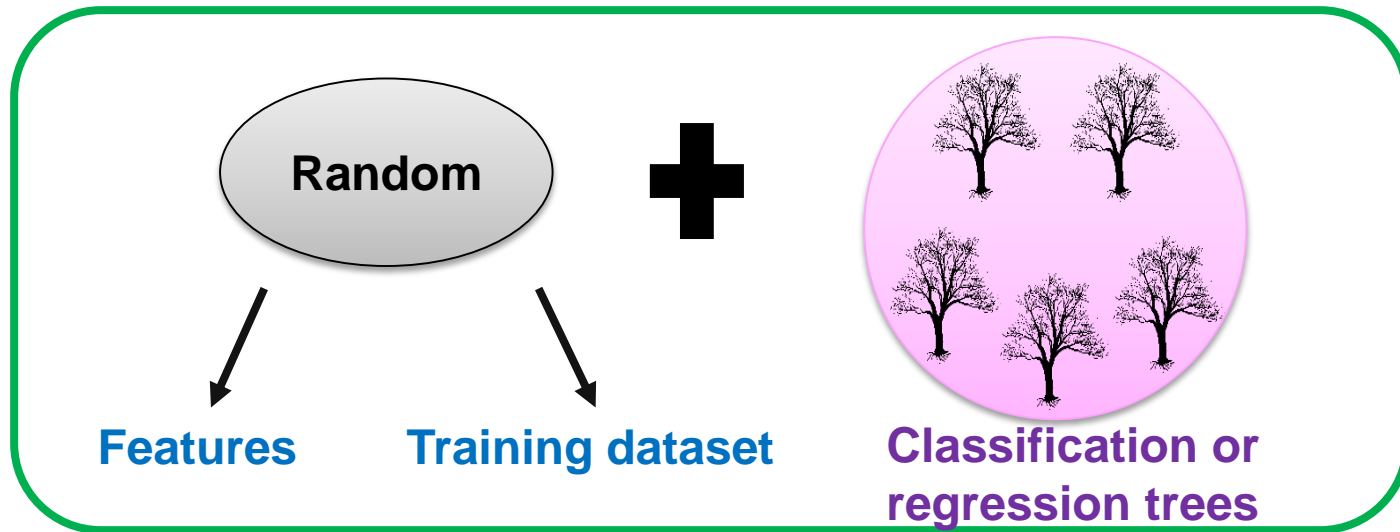 Random
Features
Training dataset
Classification or
regression trees